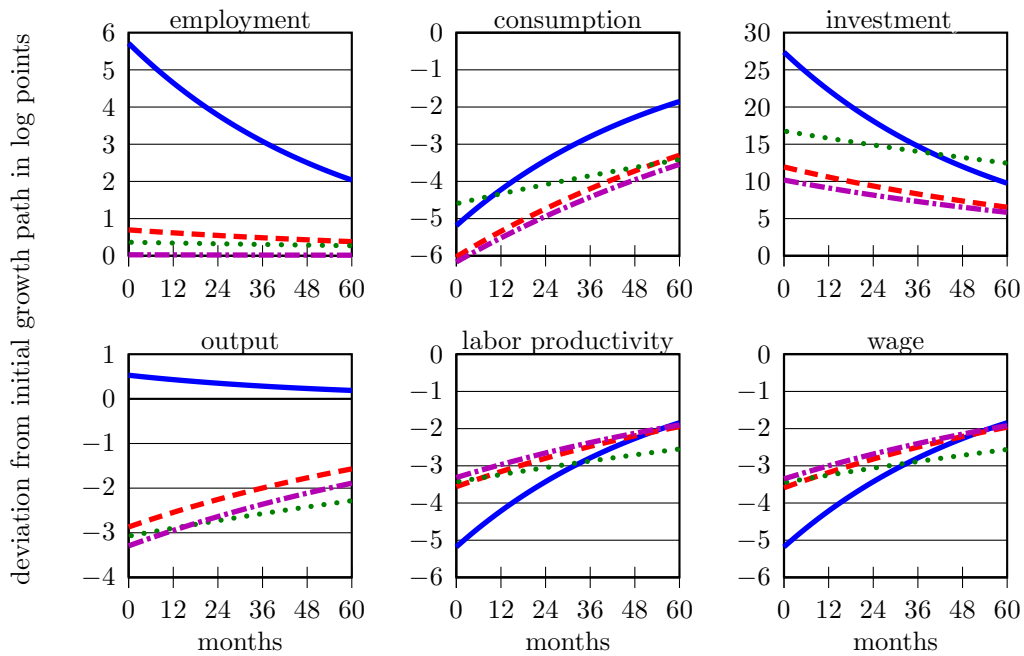 deviation from initial growth path in log points
employment
6
5
4
3
2
1
0
0 12 24 36 48 60
consumption
0
−1
−2
−3
−4
−5
−6
0 12 24 36 48 60
investment
30
25
20
15
10
5
0
0 12 24 36 48 60
output
1
0
−1
−2
−3
−4
0 12 24 36 48 60
months
labor productivity
0
−1
−2
−3
−4
−5
−6
0 12 24 36 48 60
months
wage
0
−1
−2
−3
−4
−5
−6
0 12 24 36 48 60
months